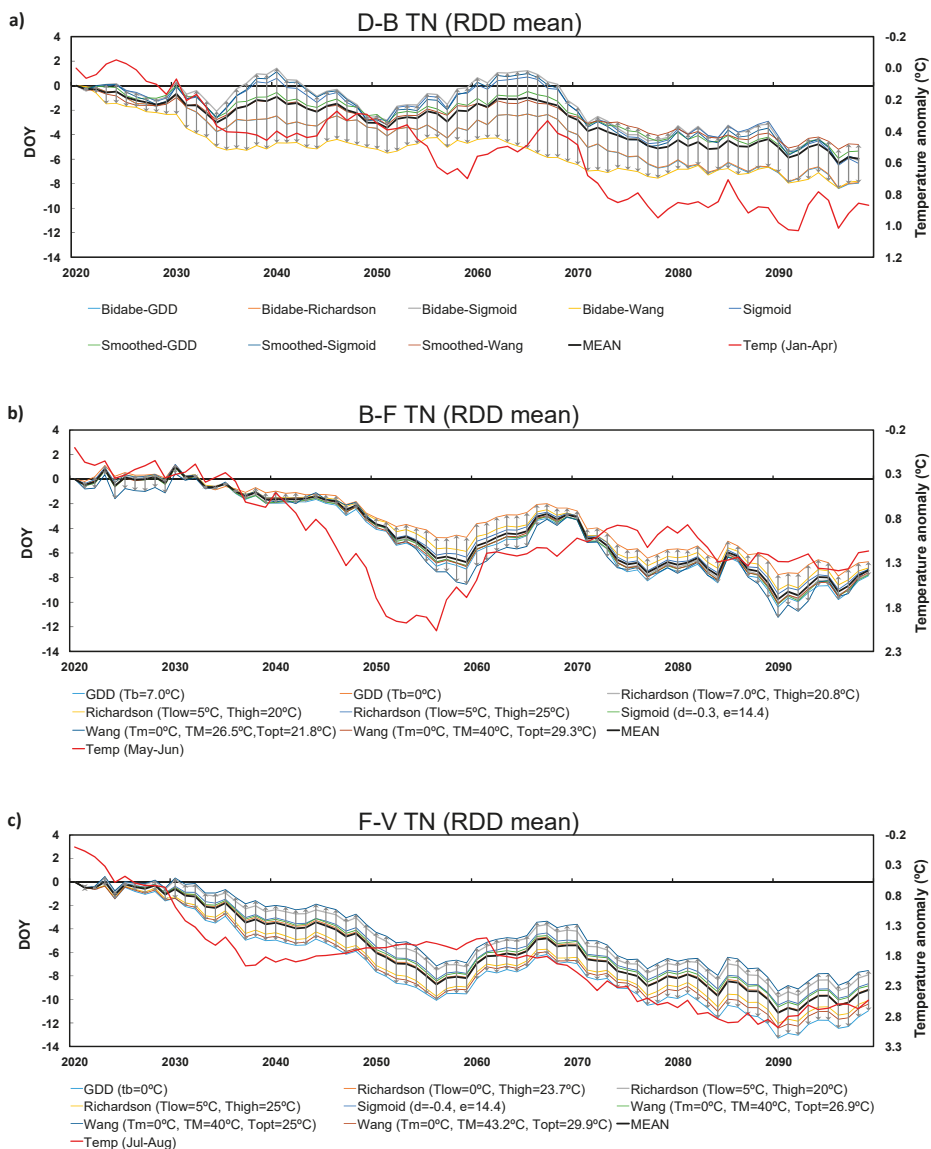 a)
D-B TN (RDD mean)
4
2
0
-2
-4
-6
-8
-10
-12
-14
DOY
-0.2
0.0
0.2
0.4
0.6
0.8
1.0
1.2
Temperature anomaly (ºC)
2020 2030 2040 2050 2060 2070 2080 2090
Bidabe-GDD Bidabe-Richardson Bidabe-Sigmoid Bidabe-Wang Sigmoid
Smoothed-GDD Smoothed-Sigmoid Smoothed-Wang MEAN Temp (Jan-Apr)
b)
B-F TN (RDD mean)
4
2
0
-2
-4
-6
-8
-10
-12
-14
DOY
-0.2
0.3
0.8
1.3
1.8
2.3
Temperature anomaly (ºC)
2020 2030 2040 2050 2060 2070 2080 2090
GDD (Tb=7.0ºC) GDD (Tb=0ºC) Richardson (Tlow=7.0ºC, Thigh=20.8ºC)
Richardson (Tlow=5ºC, Thigh=20ºC) Richardson (Tlow=5ºC, Thigh=25ºC) Sigmoid (d=-0.3, e=14.4)
Wang (Tm=0ºC, TM=26.5ºC,Topt=21.8ºC) Wang (Tm=0ºC, TM=40ºC, Topt=29.3ºC) MEAN
Temp (May-Jun)
c)
F-V TN (RDD mean)
4
2
0
-2
-4
-6
-8
-10
-12
-14
DOY
-0.2
0.3
0.8
1.3
1.8
2.3
2.8
3.3
Temperature anomaly (ºC)
2020 2030 2040 2050 2060 2070 2080 2090
GDD (tb=0ºC) Richardson (Tlow=0ºC, Thigh=23.7ºC) Richardson (Tlow=5ºC, Thigh=20ºC)
Richardson (Tlow=5ºC, Thigh=25ºC) Sigmoid (d=-0.4, e=14.4) Wang (Tm=0ºC, TM=40ºC, Topt=26.9ºC)
Wang (Tm=0ºC, TM=40ºC, Topt=25ºC) Wang (Tm=0ºC, TM=43.2ºC, Topt=29.9ºC) MEAN
Temp (Jul-Aug)